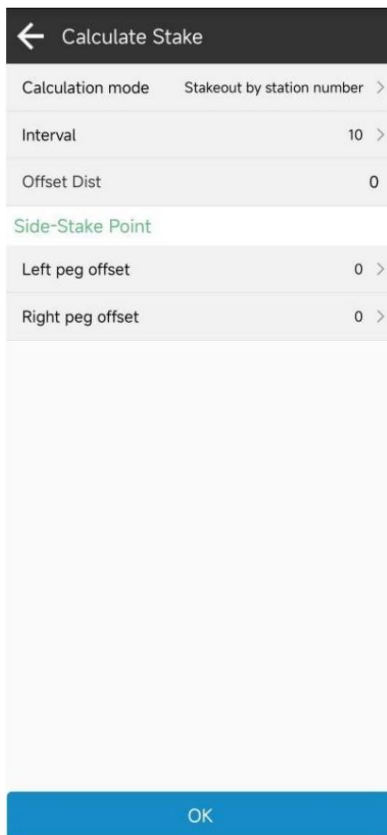 Calculate Stake
Calculation mode Stakeout by station number >
Interval 10 >
Offset Dist 0
Side-Stake Point
Left peg offset 0 >
Right peg offset 0 >
OK